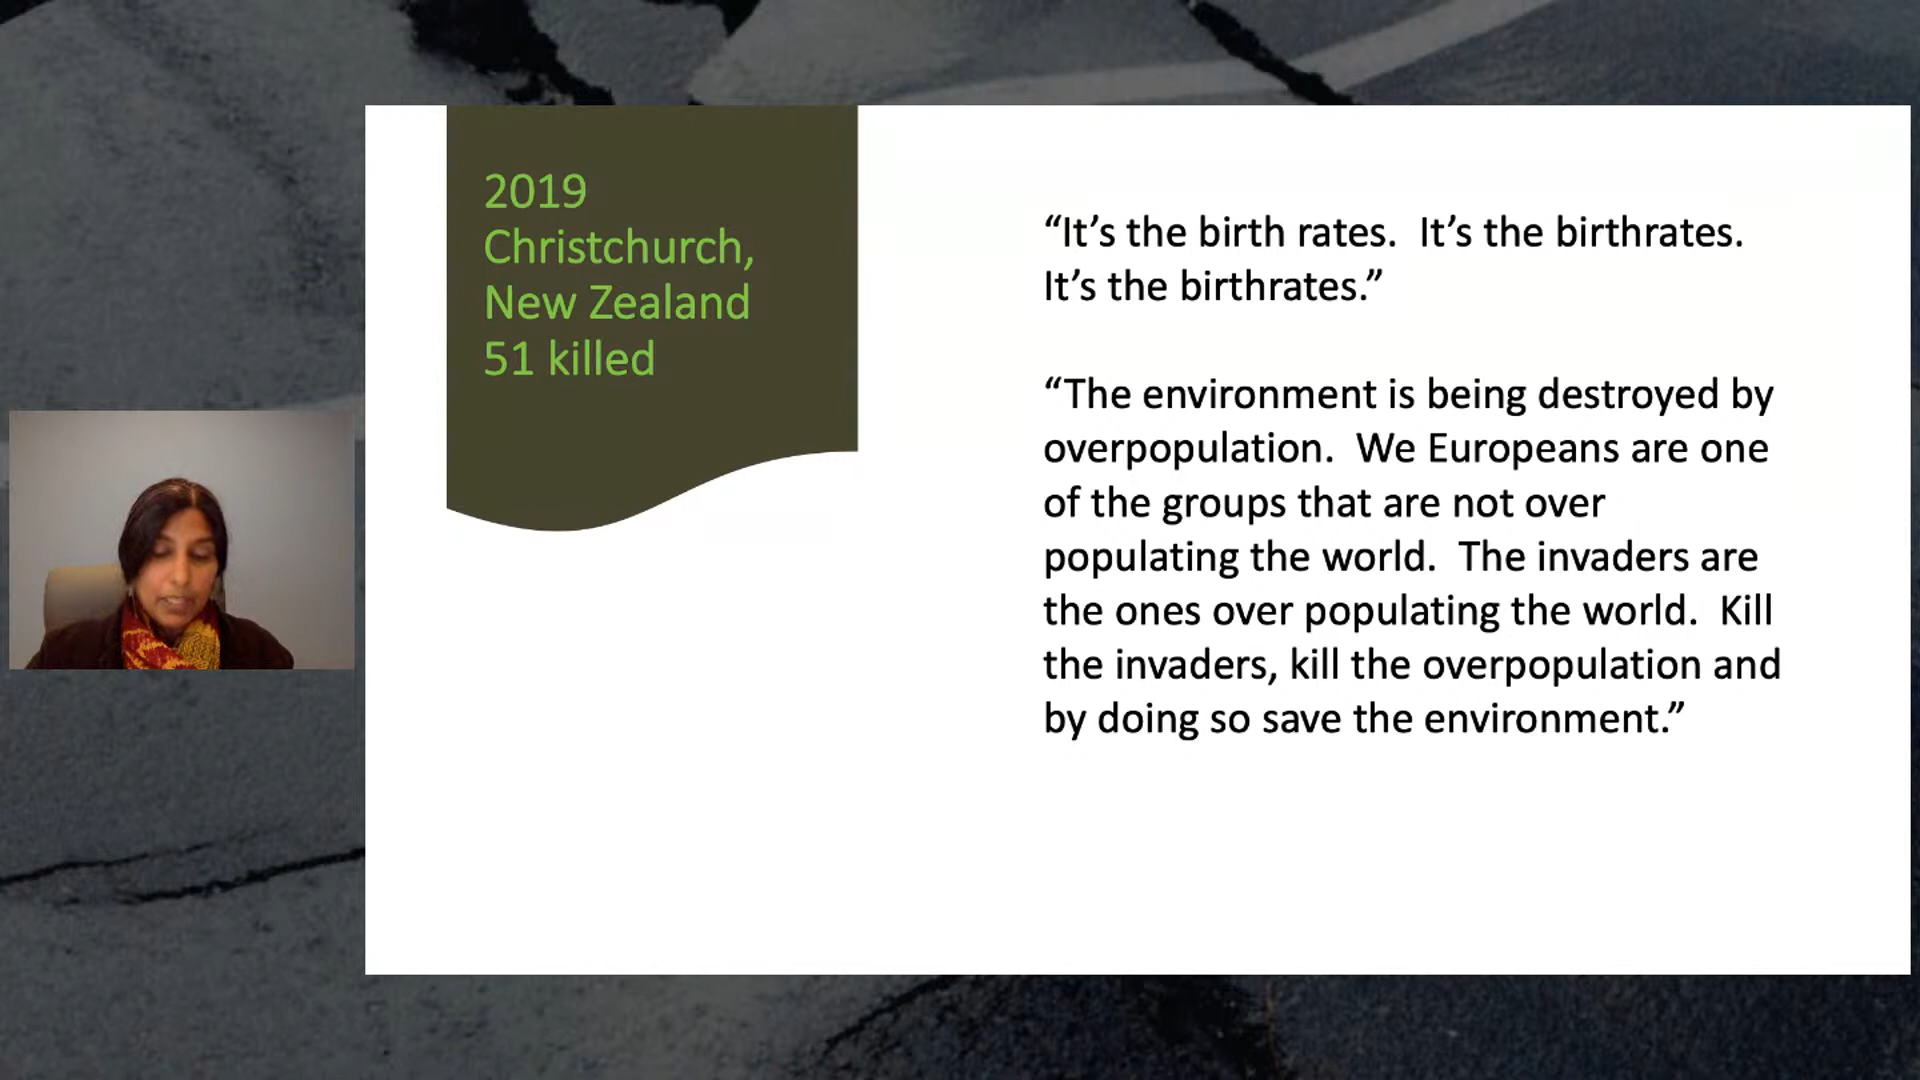 2019
Christchurch,
New Zealand
51 killed
“It’s the birth rates.  It’s the birthrates.
It’s the birthrates.”
“The environment is being destroyed by
overpopulation.  We Europeans are one
of the groups that are not over
populating the world.  The invaders are
the ones over populating the world.  Kill
the invaders, kill the overpopulation and
by doing so save the environment.”